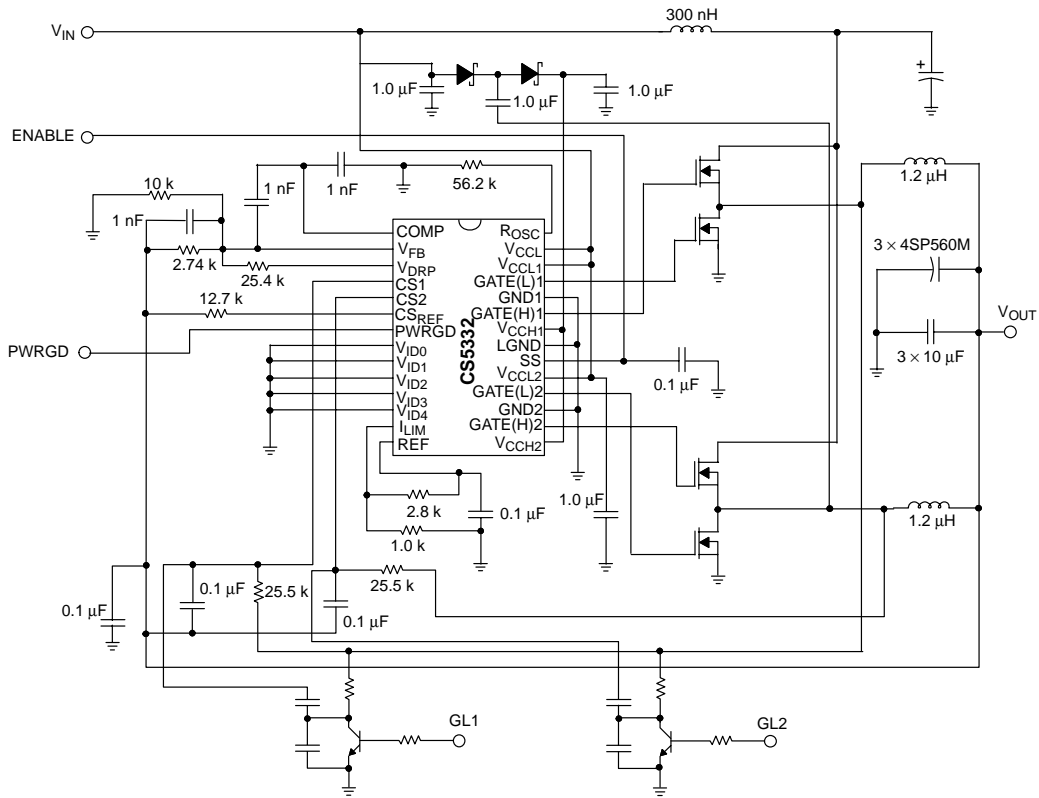 300 nH
VIN
+
1.0 μF
1.0 μF
1.0 μF
ENABLE
10 k
1 nF
1 nF
56.2 k
1.2 μH
1 nF
COMP
ROSC
VFB
VCCL
2.74 k
VDRP
VCCL1
25.4 k
CS1
GATE(L)1
3 × 4SP560M
CS2
GND1
12.7 k
CSREF
GATE(H)1
PWRGD
VCCH1
VOUT
PWRGD
CS5332
VID0
LGND
VID1
SS
3 × 10 μF
VID2
VCCL2
0.1 μF
VID3
GATE(L)2
VID4
GND2
ILIM
GATE(H)2
REF
VCCH2
2.8 k
0.1 μF
1.0 μF
1.2 μH
1.0 k
0.1 μF
25.5 k
25.5 k
0.1 μF
0.1 μF
GL1
GL2